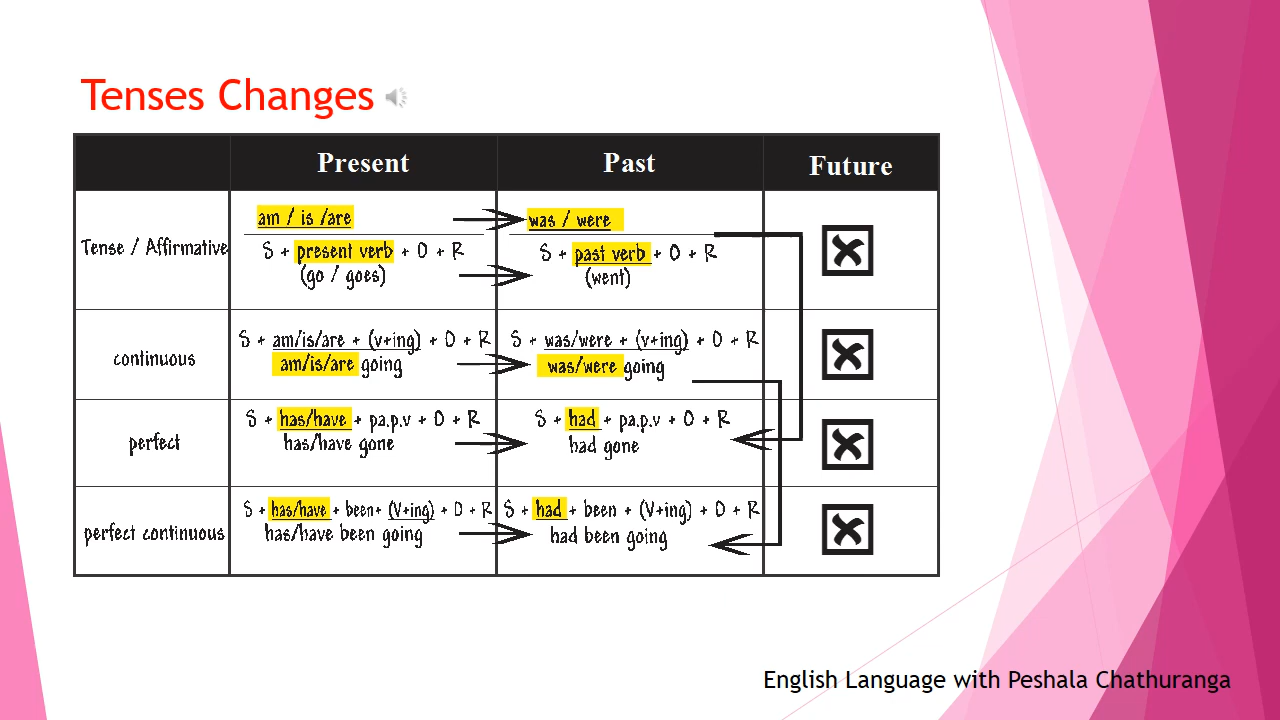 Tenses Changes
Present Past Future
Tense / Affirmative
am / is /are
S + present verb + O + R
(go / goes)
was / were
S + past verb + O + R
(went)
continuous
S + am/is/are + (v+ing) + O + R
am/is/are going
S + was/were + (v+ing) + O + R
was/were going
perfect
S + has/have + pa.p.v + O + R
has/have gone
S + had + pa.p.v + O + R
had gone
perfect continuous
S + has/have + been+ (V+ing) + O + R
has/have been going
S + had + been + (V+ing) + O + R
had been going
English Language with Peshala Chathuranga